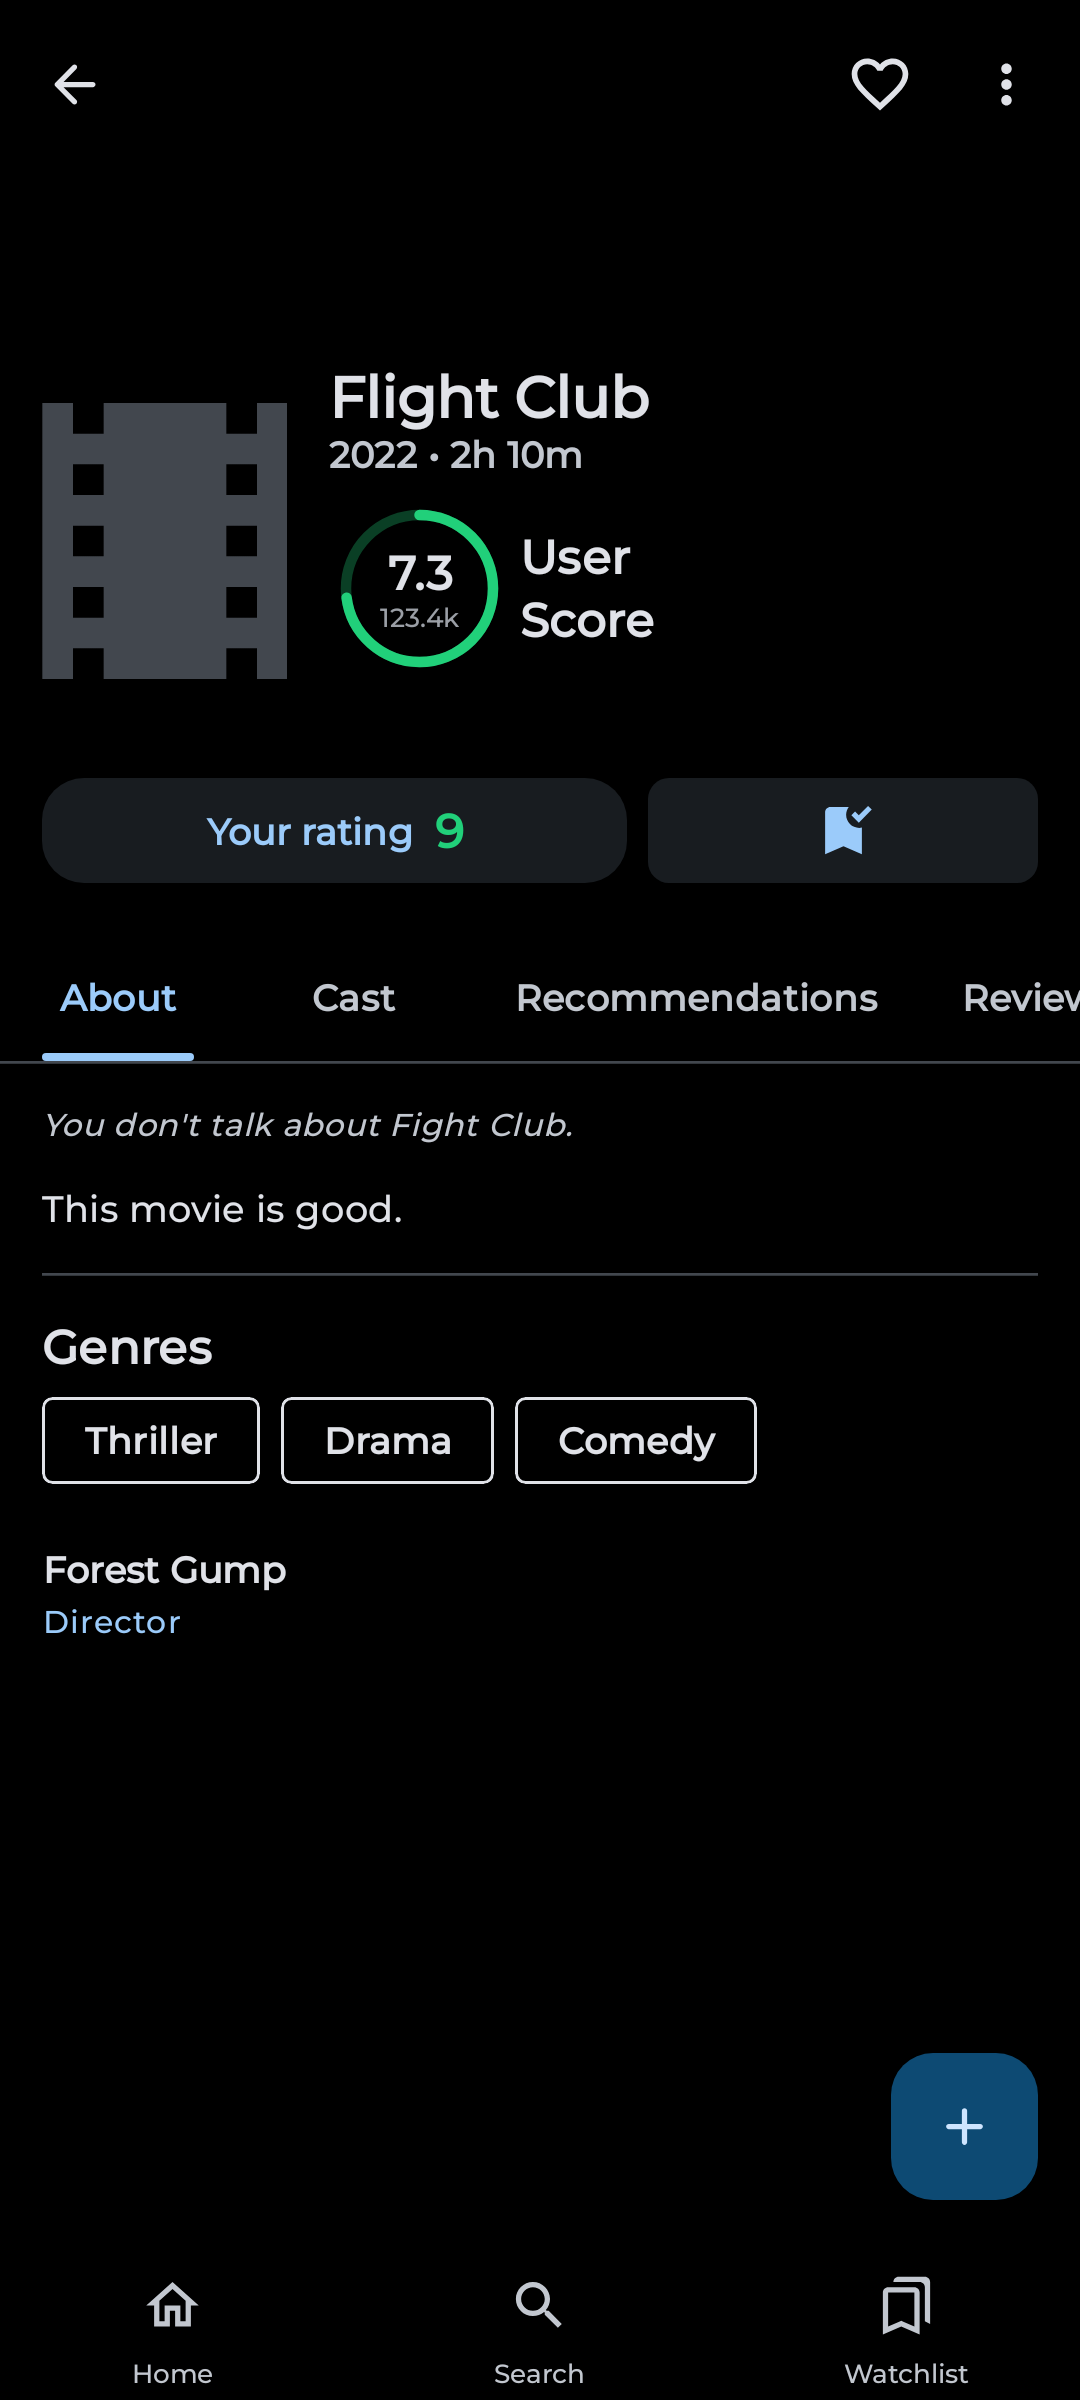 Flight Club
2022 • 2h 10m
7.3
123.4k
User
Score
Your rating 9
About Cast Recommendations Review
You don't talk about Fight Club.
This movie is good.
Genres
Thriller Drama Comedy
Forest Gump
Director
Home Search Watchlist